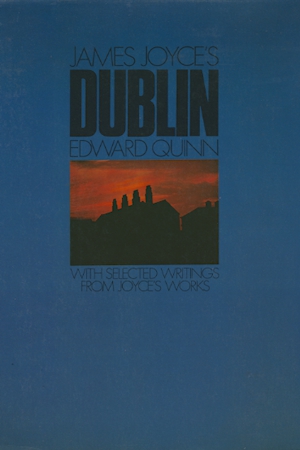 JAMES JOYCE'S
DUBLIN
EDWARD QUINN
WITH SELECTED WRITINGS
FROM JOYCE'S WORKS